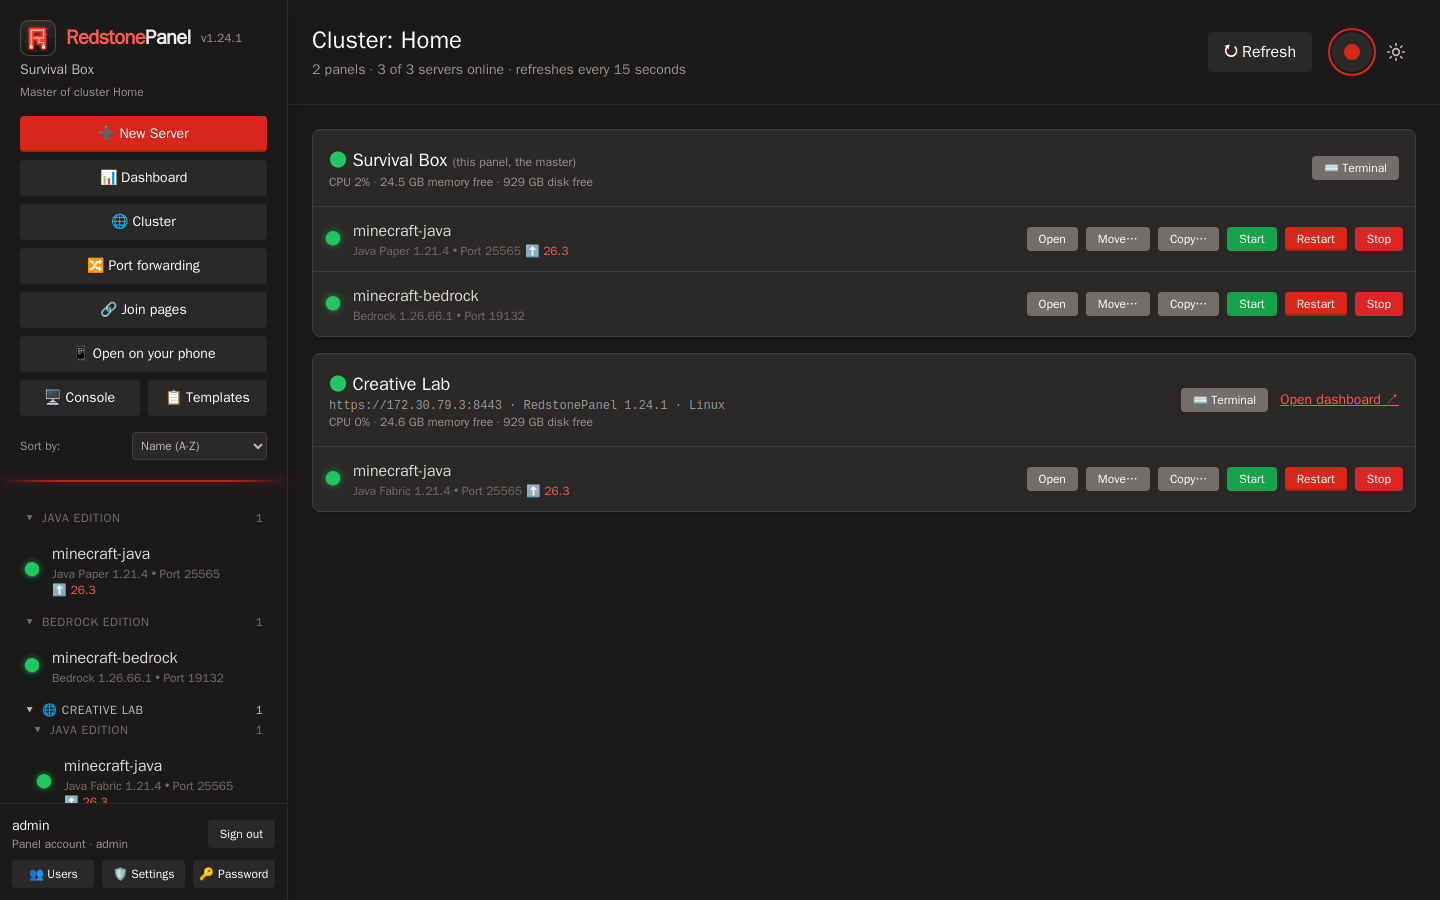 RedstonePanel v1.24.1
Survival Box
Master of cluster Home
New Server
Dashboard
Cluster
Port forwarding
Join pages
Open on your phone
Console
Templates
Sort by:
Name (A-Z)
JAVA EDITION 1
minecraft-java
Java Paper 1.21.4 • Port 25565
26.3
BEDROCK EDITION 1
minecraft-bedrock
Bedrock 1.26.66.1 • Port 19132
CREATIVE LAB 1
JAVA EDITION 1
minecraft-java
Java Fabric 1.21.4 • Port 25565
26.3
admin
Panel account · admin
Sign out
Users
Settings
Password
Cluster: Home
2 panels · 3 of 3 servers online · refreshes every 15 seconds
Refresh
Survival Box (this panel, the master)
CPU 2% · 24.5 GB memory free · 929 GB disk free
Terminal
minecraft-java
Java Paper 1.21.4 • Port 25565 26.3
Open Move… Copy… Start Restart Stop
minecraft-bedrock
Bedrock 1.26.66.1 • Port 19132
Open Move… Copy… Start Restart Stop
Creative Lab
https://172.30.79.3:8443 · RedstonePanel 1.24.1 · Linux
CPU 0% · 24.6 GB memory free · 929 GB disk free
Terminal
Open dashboard ↗
minecraft-java
Java Fabric 1.21.4 • Port 25565 26.3
Open Move… Copy… Start Restart Stop